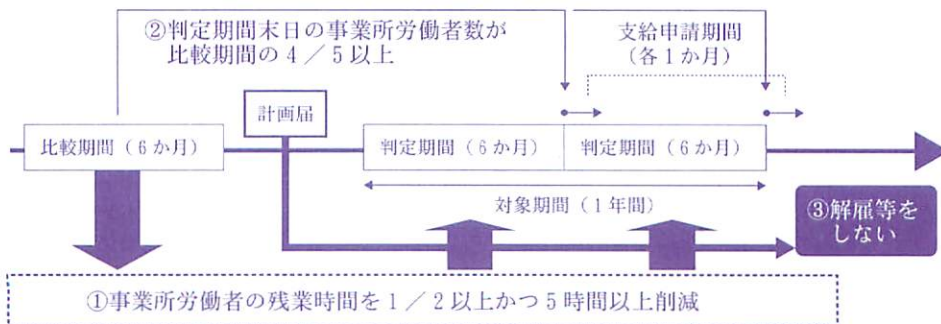 ②判定期間末日の事業所労働者数が
比較期間の4/5以上
支給申請期間
(各1か月)
計画届
比較期間(6か月)
判定期間(6か月)
判定期間(6か月)
対象期間(1年間)
③解雇等を
しない
①事業所労働者の残業時間を1/2以上かつ5時間以上削減